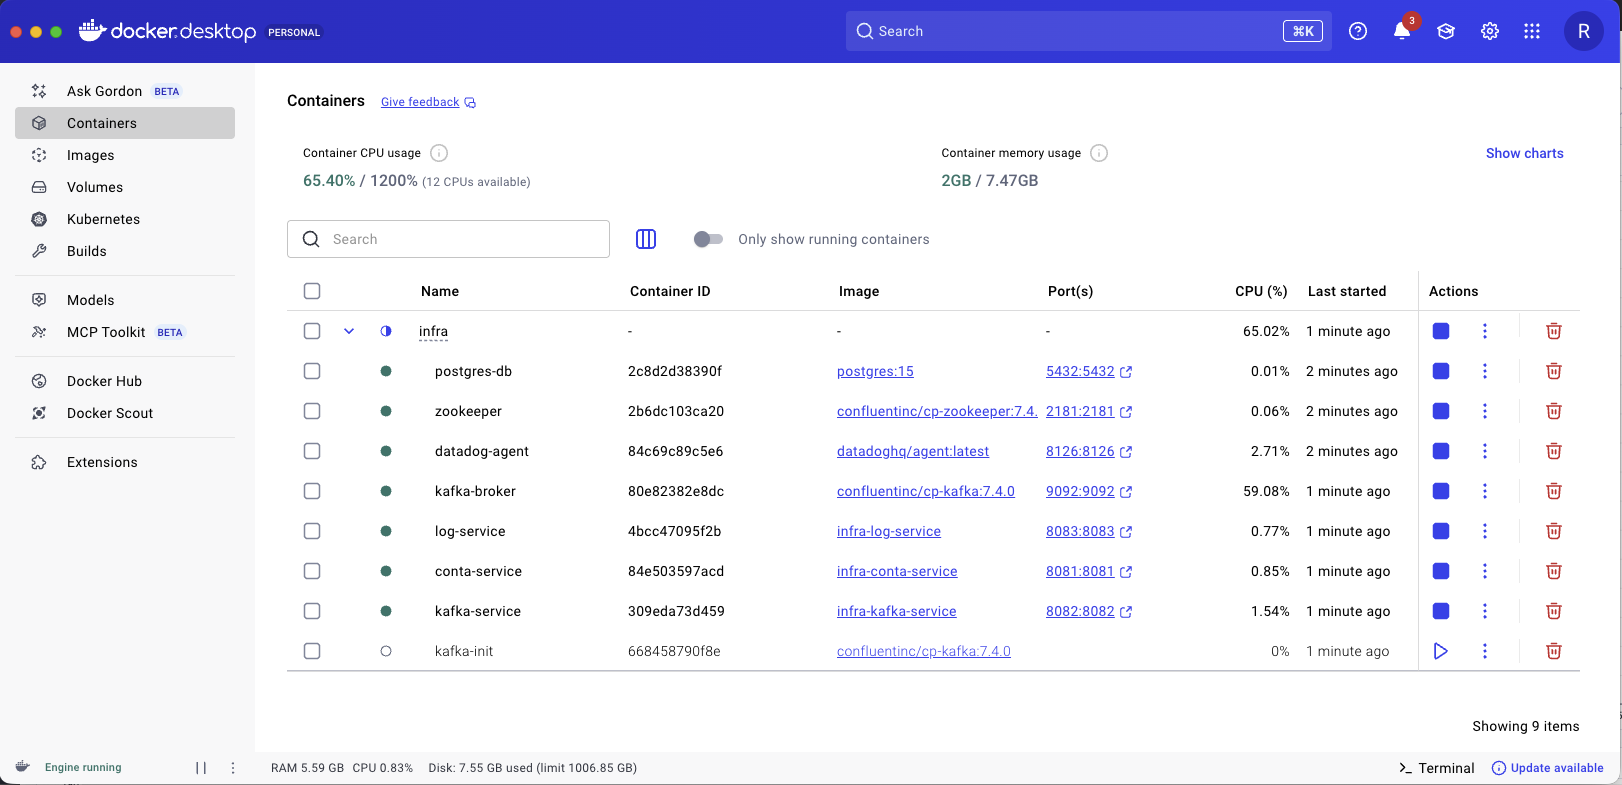 docker.desktop PERSONAL
Search ⌘K
3
R
Ask Gordon BETA
Containers
Images
Volumes
Kubernetes
Builds
Models
MCP Toolkit BETA
Docker Hub
Docker Scout
Extensions
Containers Give feedback
Container CPU usage
65.40% / 1200% (12 CPUs available)
Container memory usage
2GB / 7.47GB
Show charts
Search
Only show running containers
Name Container ID Image Port(s) CPU (%) Last started Actions
infra - - - 65.02% 1 minute ago
postgres-db 2c8d2d38390f postgres:15 5432:5432 0.01% 2 minutes ago
zookeeper 2b6dc103ca20 confluentinc/cp-zookeeper:7.4. 2181:2181 0.06% 2 minutes ago
datadog-agent 84c69c89c5e6 datadoghq/agent:latest 8126:8126 2.71% 2 minutes ago
kafka-broker 80e82382e8dc confluentinc/cp-kafka:7.4.0 9092:9092 59.08% 1 minute ago
log-service 4bcc47095f2b infra-log-service 8083:8083 0.77% 1 minute ago
conta-service 84e503597acd infra-conta-service 8081:8081 0.85% 1 minute ago
kafka-service 309eda73d459 infra-kafka-service 8082:8082 1.54% 1 minute ago
kafka-init 668458790f8e confluentinc/cp-kafka:7.4.0 0% 1 minute ago
Showing 9 items
Engine running
RAM 5.59 GB CPU 0.83% Disk: 7.55 GB used (limit 1006.85 GB)
>_ Terminal
Update available